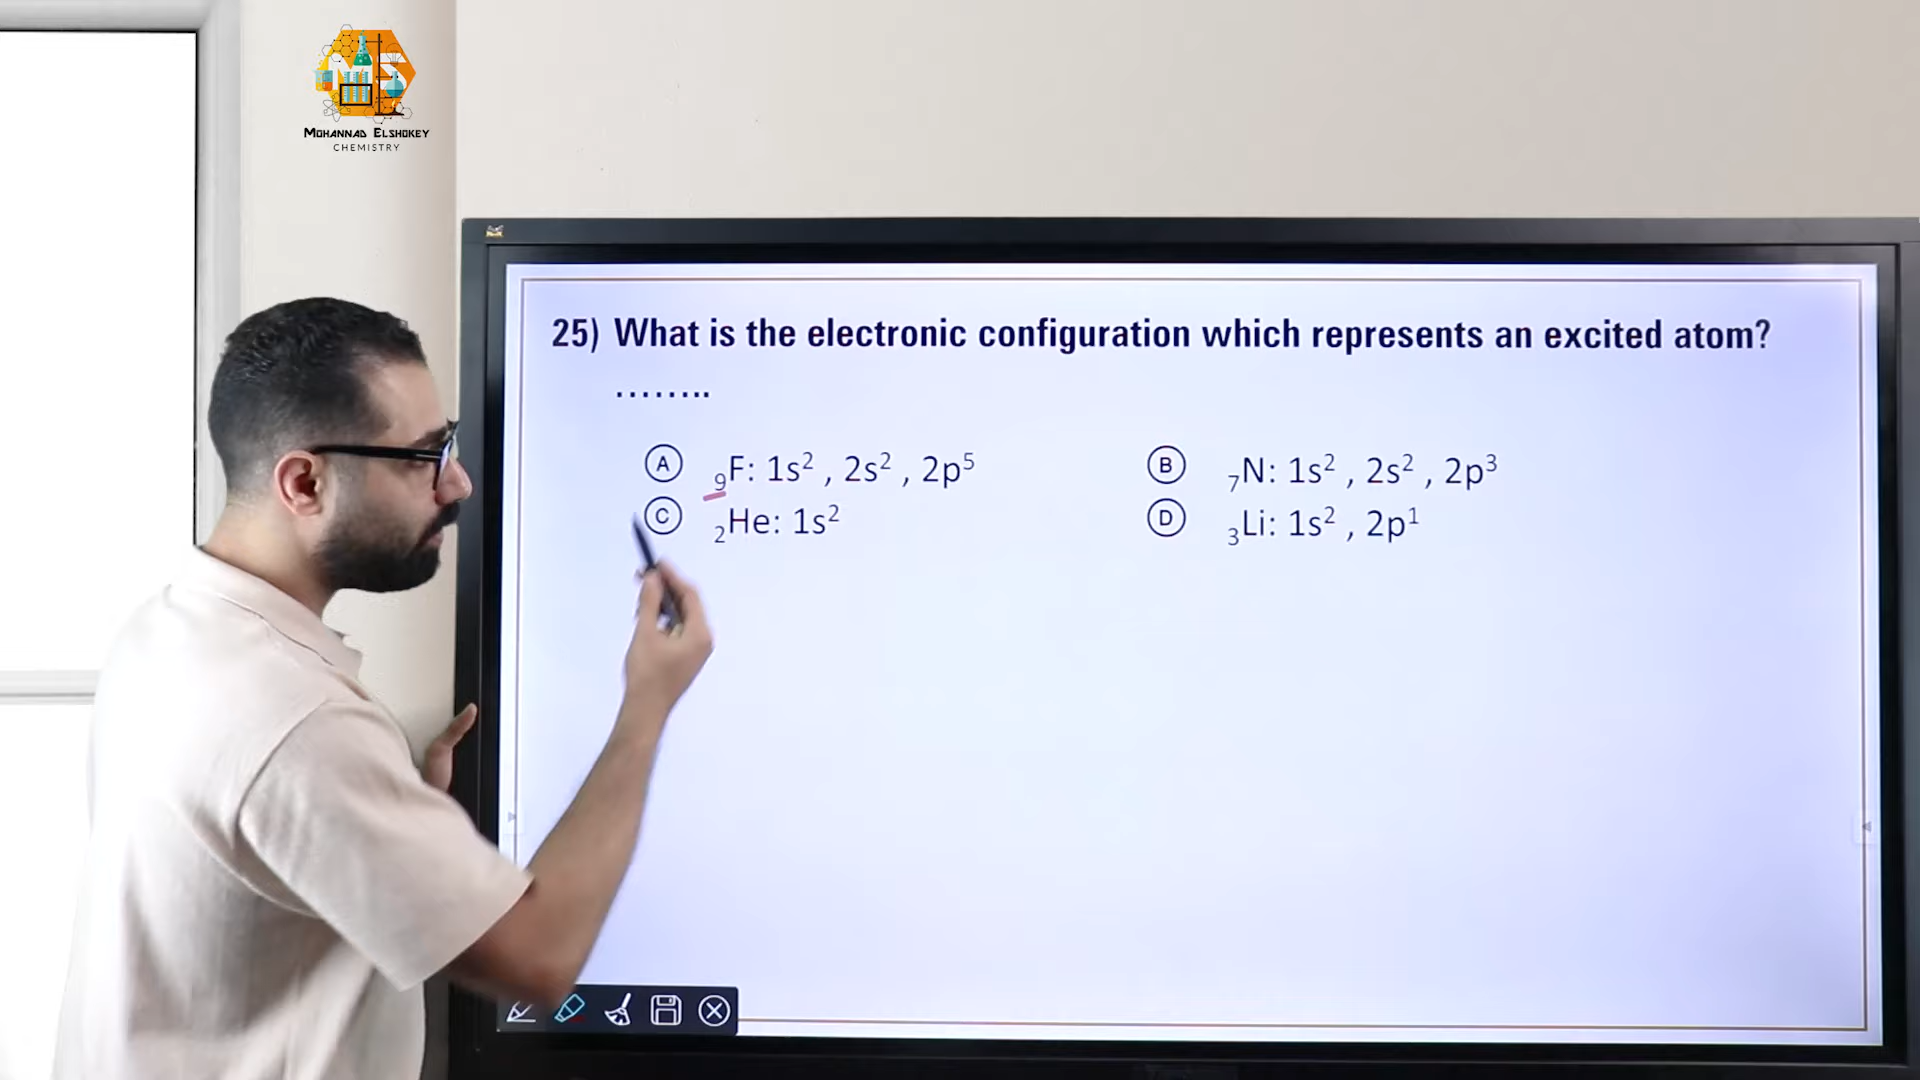 MOHANNAD ELSHOKEY
CHEMISTRY
25) What is the electronic configuration which represents an excited atom?
........
A ₉F: 1s² , 2s² , 2p⁵
B ₇N: 1s² , 2s² , 2p³
C ₂He: 1s²
D ₃Li: 1s² , 2p¹